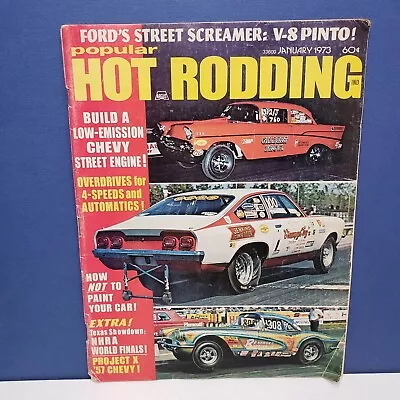 FORD'S STREET SCREAMER: V-8 PINTO!
popular
33600 JANUARY 1973 60¢
HOT RODDING
BUILD A
LOW-EMISSION
CHEVY
STREET ENGINE!
OVERDRIVES for
4-SPEEDS and
AUTOMATICS!
HOW
NOT TO
PAINT
YOUR CAR!
EXTRA!
Texas Showdown:
NHRA
WORLD FINALS!
PROJECT X
'57 CHEVY!